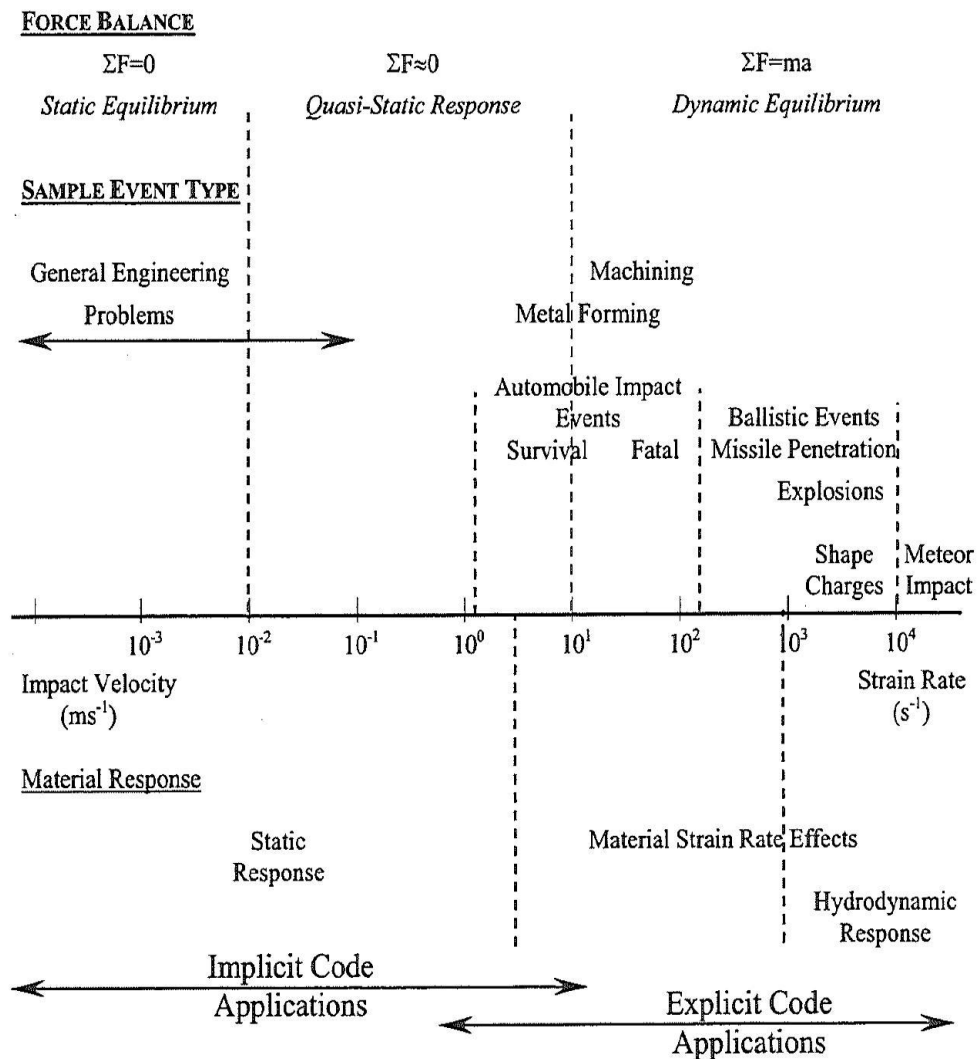 FORCE BALANCE
ΣF=0 ΣF≈0 ΣF=ma
Static Equilibrium Quasi-Static Response Dynamic Equilibrium
SAMPLE EVENT TYPE
General Engineering
Problems
Machining
Metal Forming
Automobile Impact
Events
Survival Fatal
Ballistic Events
Missile Penetration
Explosions
Shape
Charges
Meteor
Impact
10⁻³ 10⁻² 10⁻¹ 10⁰ 10¹ 10² 10³ 10⁴
Impact Velocity
(ms⁻¹)
Strain Rate
(s⁻¹)
Material Response
Static
Response
Material Strain Rate Effects
Hydrodynamic
Response
Implicit Code
Applications
Explicit Code
Applications